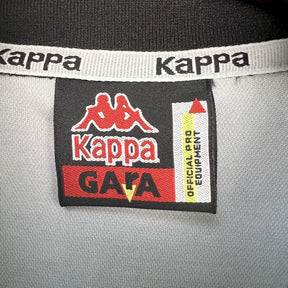 Kappa Kappa
Kappa
GARA
OFFICIAL PRO
EQUIPMENT